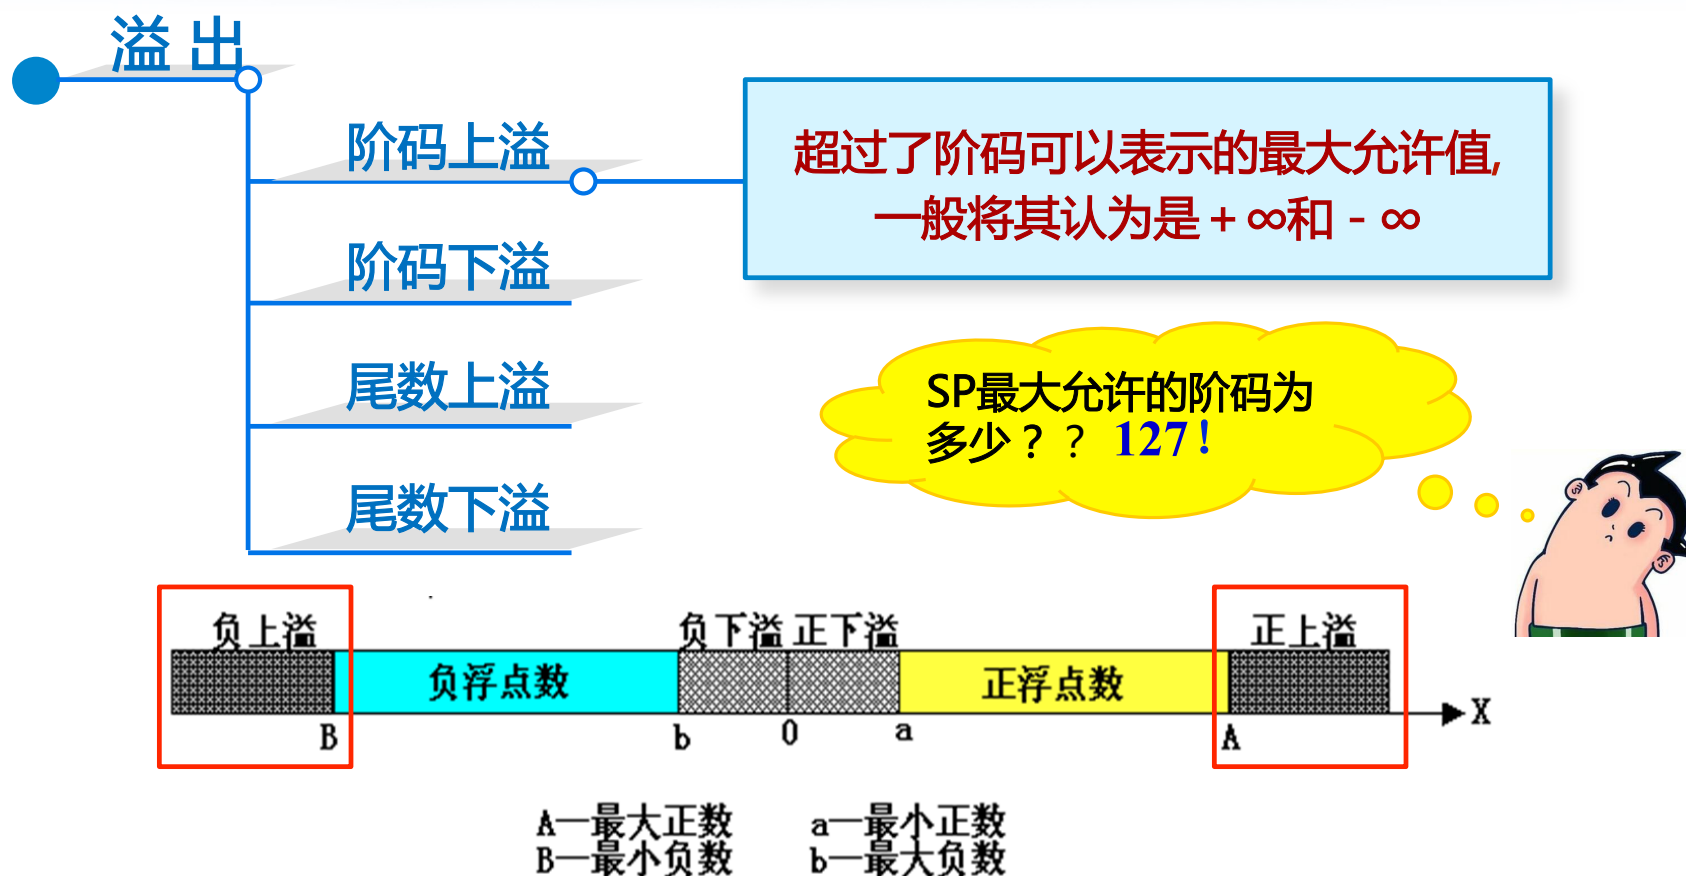 溢 出
阶码上溢
超过了阶码可以表示的最大允许值,
一般将其认为是+∞和-∞
阶码下溢
尾数上溢
SP最大允许的阶码为
多少？？ 127!
尾数下溢
负上溢 负下溢 正下溢 正上溢
负浮点数 正浮点数
B b 0 a A X
A—最大正数 a—最小正数
B—最小负数 b—最大负数